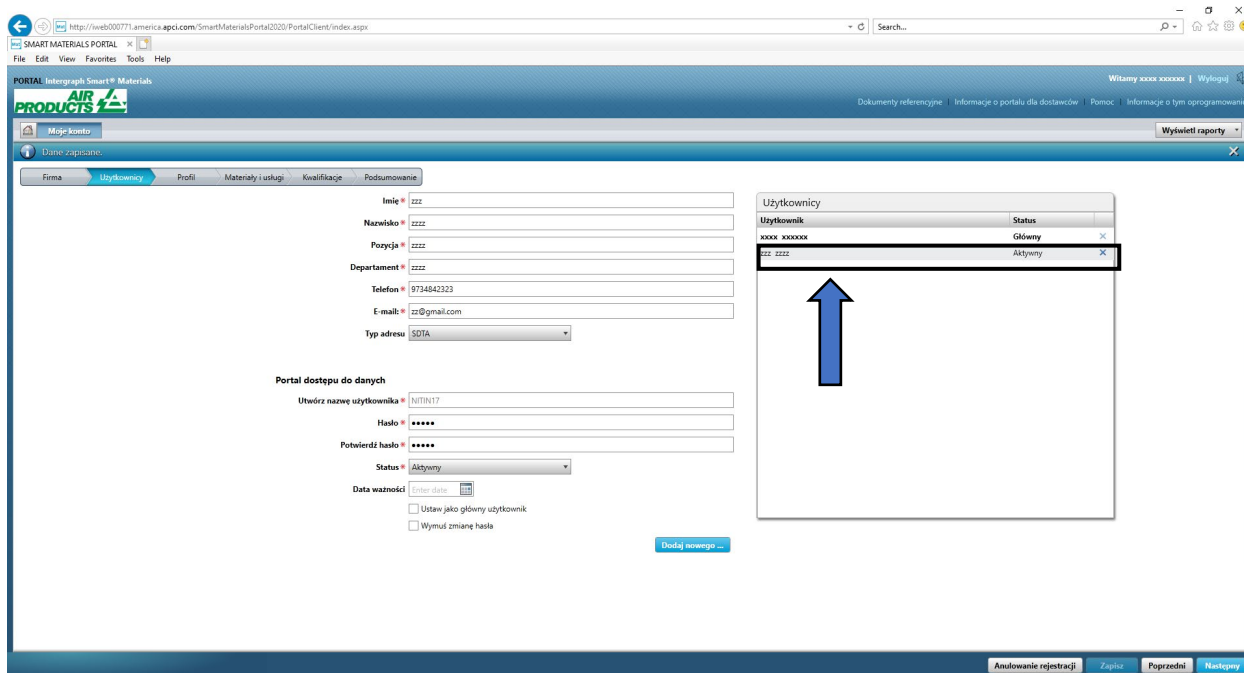 http://iweb000771.america.apci.com/SmartMaterialsPortal2020/PortalClient/index.aspx
Search...
SMART MATERIALS PORTAL
File Edit View Favorites Tools Help
PORTAL Intergraph Smart® Materials
Witamy xxxx xxxxxx | Wyloguj
AIR PRODUCTS
Dokumenty referencyjne | Informacje o portalu dla dostawców | Pomoc | Informacje o tym oprogramowani
Moje konto
Wyświetl raporty
Dane zapisane.
Firma Użytkownicy Profil Materiały i usługi Kwalifikacje Podsumowanie
Imię * zzz
Nazwisko * zzzz
Pozycja * zzzz
Departament * zzzz
Telefon * 9734842323
E-mail: * zz@gmail.com
Typ adresu SDTA
Użytkownicy
Użytkownik Status
xxxx xxxxxx Główny
zzz zzzz Aktywny
Portal dostępu do danych
Utwórz nazwę użytkownika * NITIN17
Hasło * •••••
Potwierdź hasło * •••••
Status * Aktywny
Data ważności Enter date
Ustaw jako główny użytkownik
Wymuś zmianę hasła
Dodaj nowego ...
Anulowanie rejestracji Zapisz Poprzedni Następny